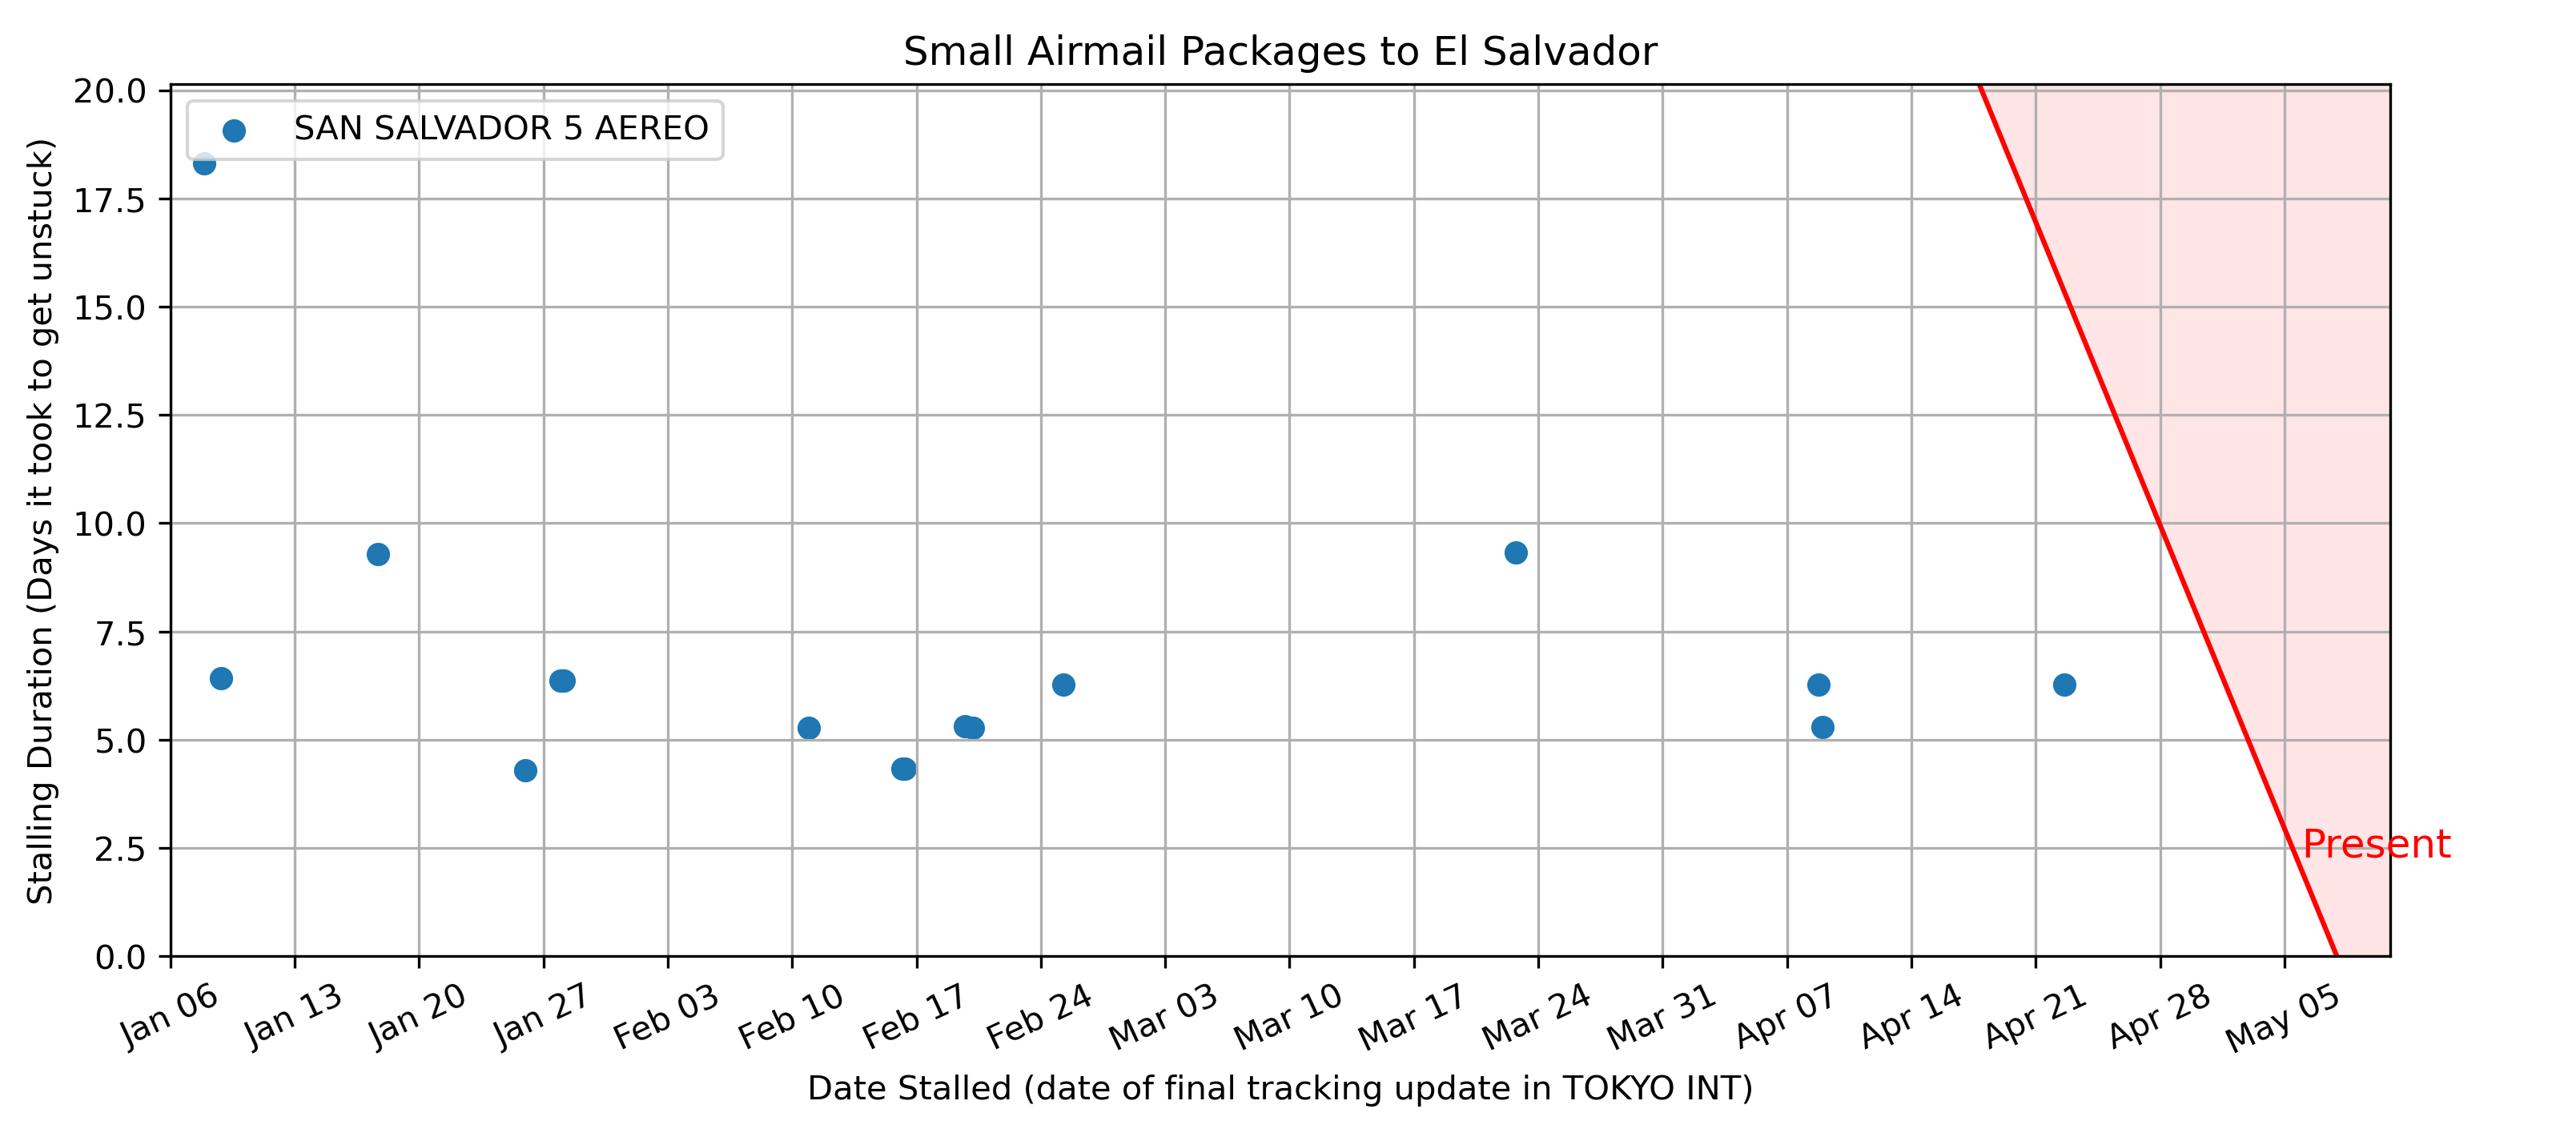 Small Airmail Packages to El Salvador
SAN SALVADOR 5 AEREO
Stalling Duration (Days it took to get unstuck)
20.0
17.5
15.0
12.5
10.0
7.5
5.0
2.5
0.0
Present
Jan 06
Jan 13
Jan 20
Jan 27
Feb 03
Feb 10
Feb 17
Feb 24
Mar 03
Mar 10
Mar 17
Mar 24
Mar 31
Apr 07
Apr 14
Apr 21
Apr 28
May 05
Date Stalled (date of final tracking update in TOKYO INT)